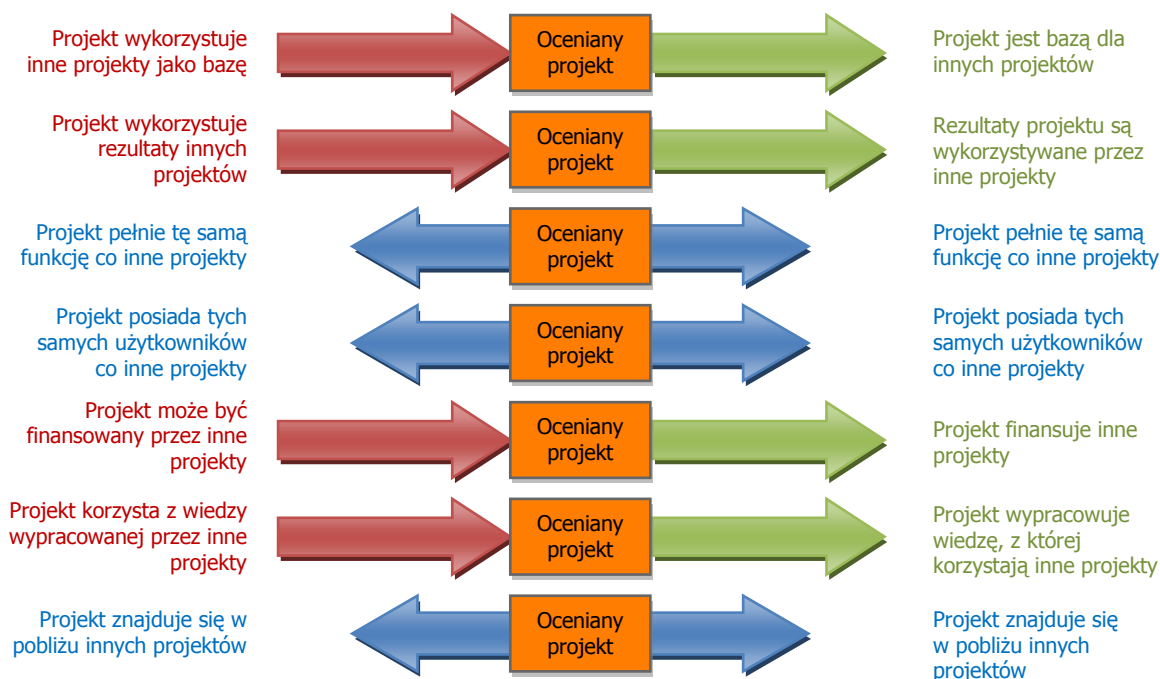 Projekt wykorzystuje
inne projekty jako bazę
Oceniany
projekt
Projekt jest bazą dla
innych projektów
Projekt wykorzystuje
rezultaty innych
projektów
Oceniany
projekt
Rezultaty projektu są
wykorzystywane przez
inne projekty
Projekt pełnie tę samą
funkcję co inne projekty
Oceniany
projekt
Projekt pełnie tę samą
funkcję co inne projekty
Projekt posiada tych
samych użytkowników
co inne projekty
Oceniany
projekt
Projekt posiada tych
samych użytkowników
co inne projekty
Projekt może być
finansowany przez inne
projekty
Oceniany
projekt
Projekt finansuje inne
projekty
Projekt korzysta z wiedzy
wypracowanej przez inne
projekty
Oceniany
projekt
Projekt wypracowuje
wiedzę, z której
korzystają inne projekty
Projekt znajduje się w
pobliżu innych projektów
Oceniany
projekt
Projekt znajduje się
w pobliżu innych
projektów